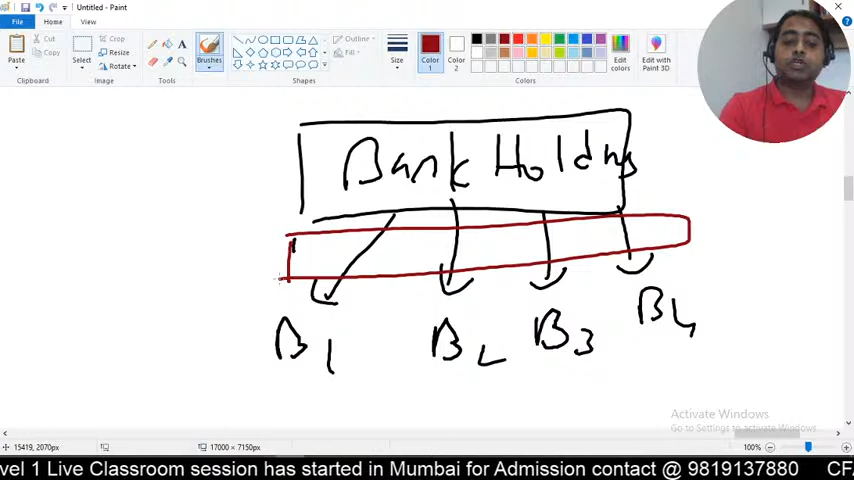 Untitled - Paint
File Home View
Paste
Cut
Copy
Clipboard
Select
Crop
Resize
Rotate
Image
A
Tools
Brushes
Shapes
Outline
Fill
Size
Color 1
Color 2
Colors
Edit colors
Edit with Paint 3D
Bank Holding
B1 B2 B3 B4
Activate Windows
Go to Settings to activate Windows.
15419, 2070px
17000 × 7150px
100%
vel 1 Live Classroom session has started in Mumbai for Admission contact @ 9819137880 CFA